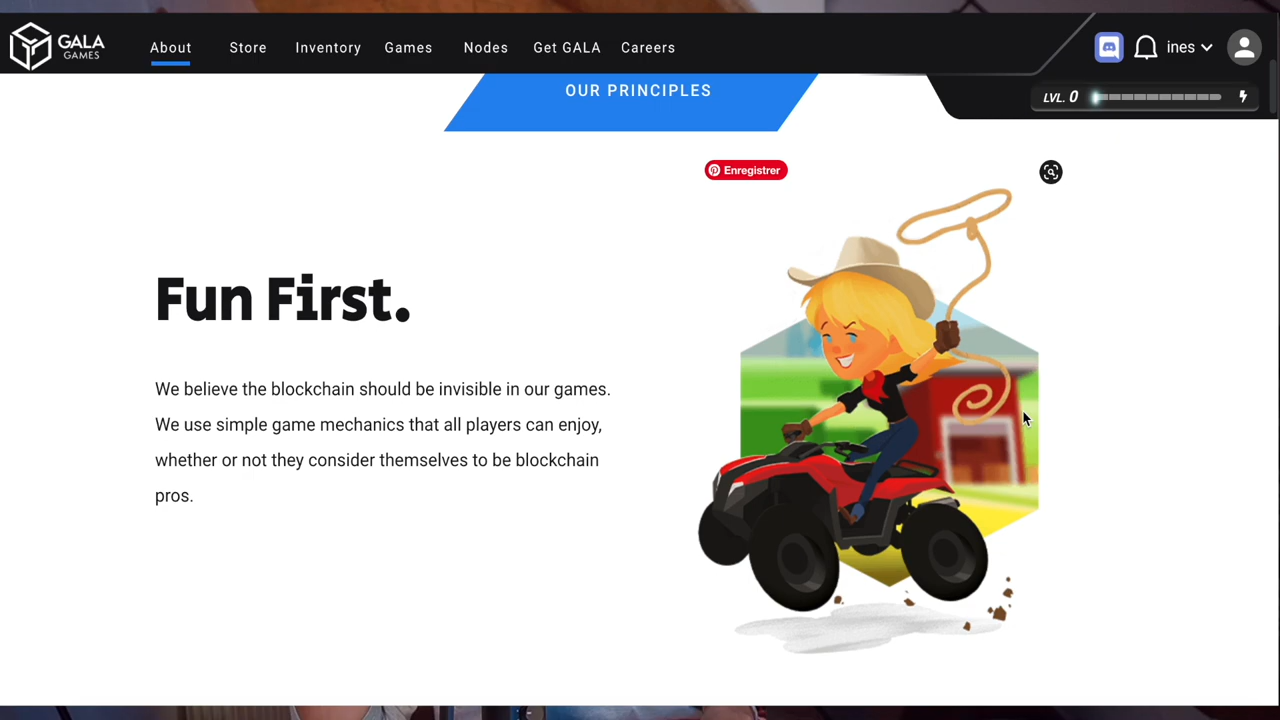 GALA
GAMES
About Store Inventory Games Nodes Get GALA Careers
ines
LVL. 0
OUR PRINCIPLES
Enregistrer
Fun First.
We believe the blockchain should be invisible in our games.
We use simple game mechanics that all players can enjoy,
whether or not they consider themselves to be blockchain
pros.